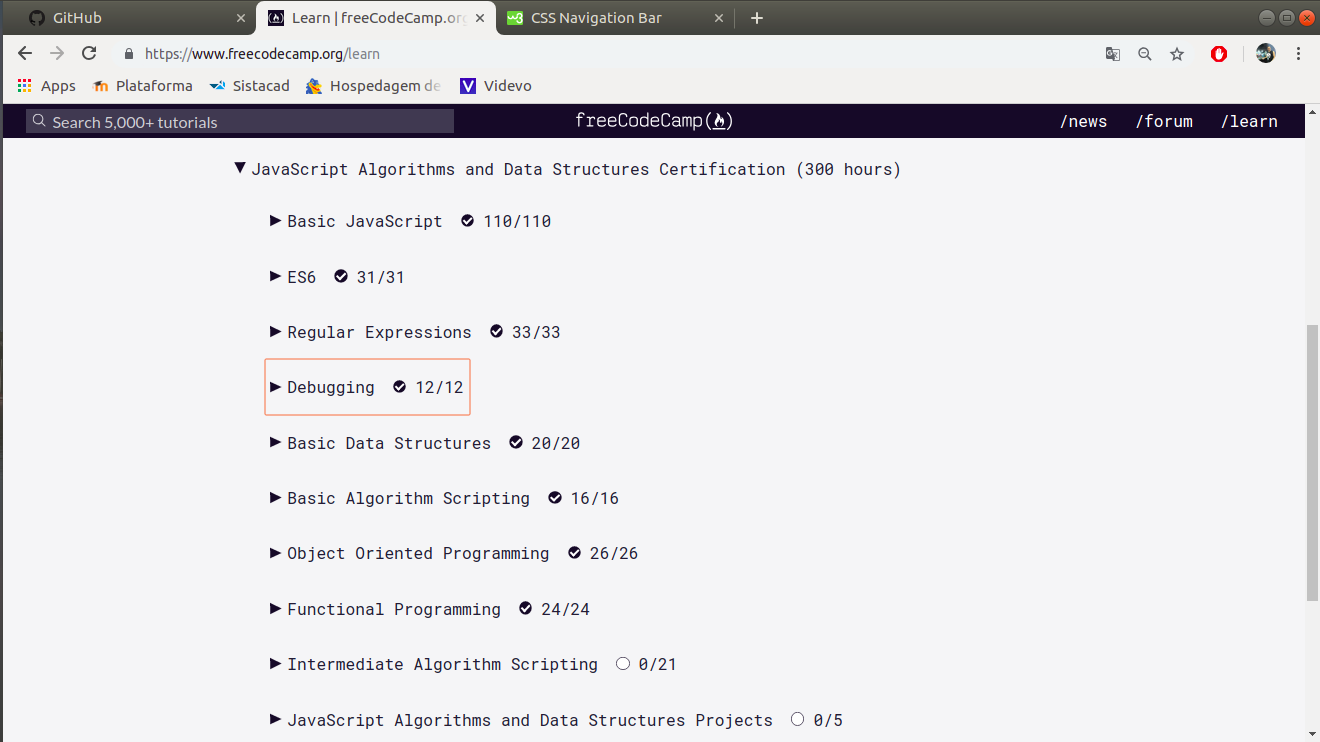 GitHub
Learn | freeCodeCamp.org
CSS Navigation Bar
https://www.freecodecamp.org/learn
Apps Plataforma Sistacad Hospedagem de Videvo
Search 5,000+ tutorials
freeCodeCamp
/news /forum /learn
JavaScript Algorithms and Data Structures Certification (300 hours)
Basic JavaScript 110/110
ES6 31/31
Regular Expressions 33/33
Debugging 12/12
Basic Data Structures 20/20
Basic Algorithm Scripting 16/16
Object Oriented Programming 26/26
Functional Programming 24/24
Intermediate Algorithm Scripting 0/21
JavaScript Algorithms and Data Structures Projects 0/5